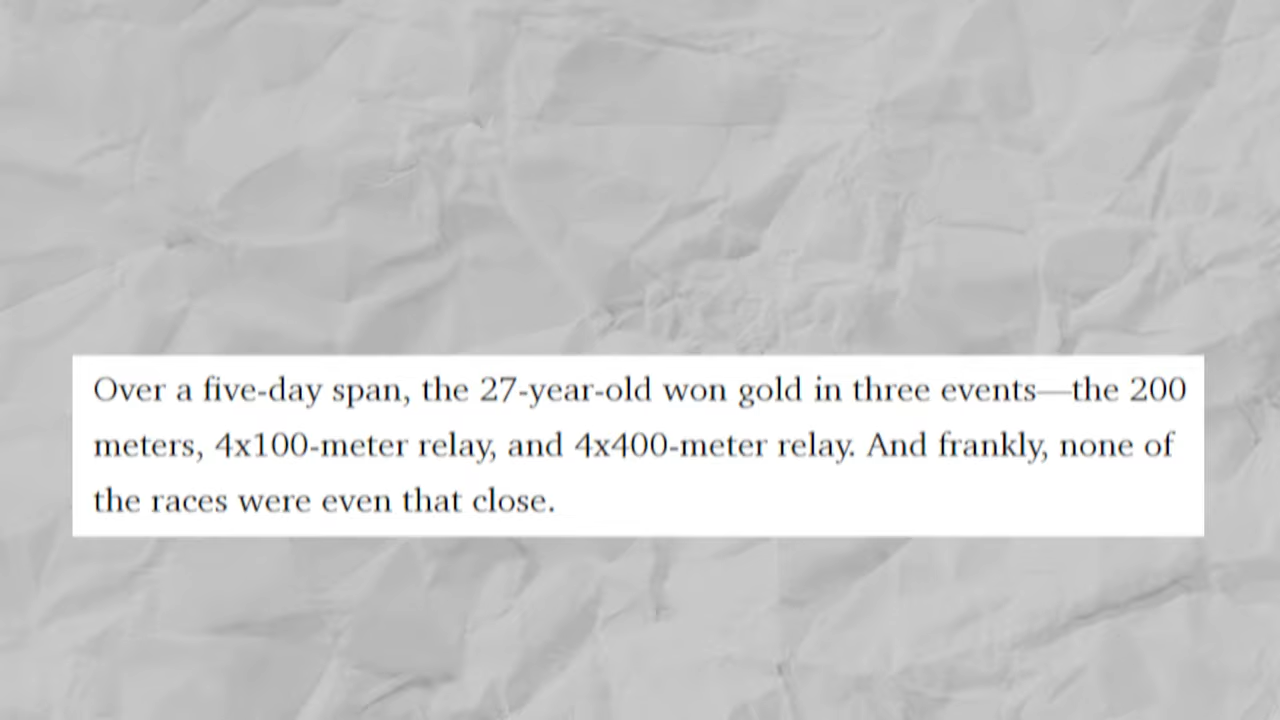 Over a five-day span, the 27-year-old won gold in three events—the 200
meters, 4x100-meter relay, and 4x400-meter relay. And frankly, none of
the races were even that close.